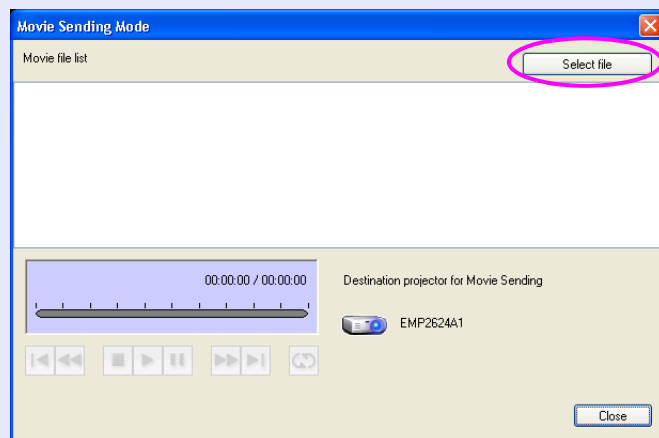 Movie Sending Mode
Movie file list
Select file
00:00:00 / 00:00:00
Destination projector for Movie Sending
EMP2624A1
Close